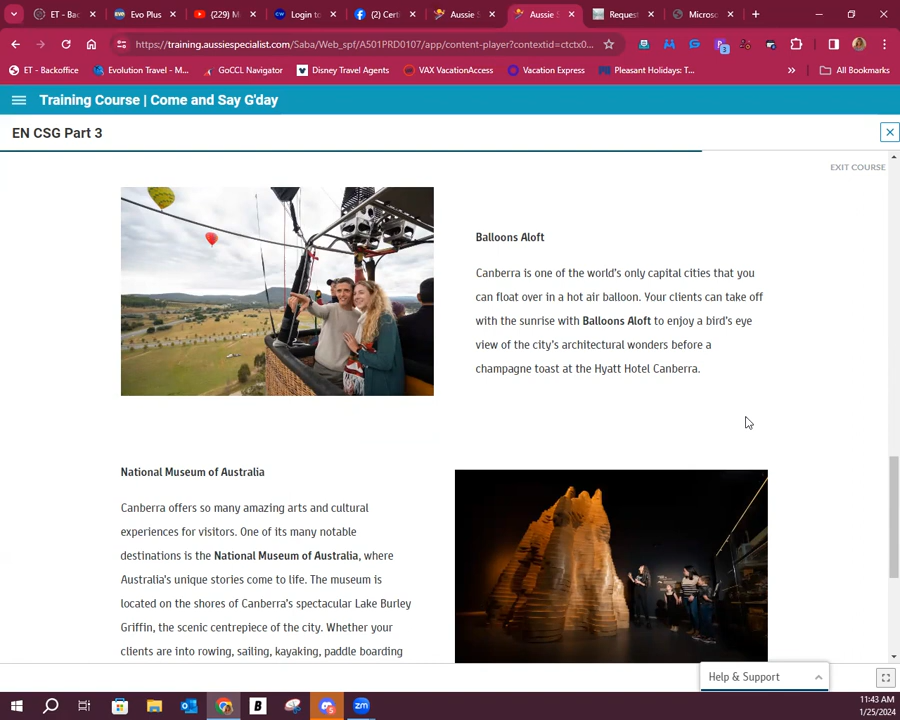 ET - Bac
Evo Plus
(229) M
Login to
(2) Cert
Aussie S
Aussie S
Request
Microso
https://training.aussiespecialist.com/Saba/Web_spf/A501PRD0107/app/content-player?contextid=ctctx0...
3
ET - Backoffice
Evolution Travel - M...
GoCCL Navigator
Disney Travel Agents
VAX VacationAccess
Vacation Express
Pleasant Holidays: T...
»
All Bookmarks
Training Course | Come and Say G'day
EN CSG Part 3
EXIT COURSE
Balloons Aloft
Canberra is one of the world's only capital cities that you
can float over in a hot air balloon. Your clients can take off
with the sunrise with Balloons Aloft to enjoy a bird's eye
view of the city's architectural wonders before a
champagne toast at the Hyatt Hotel Canberra.
National Museum of Australia
Canberra offers so many amazing arts and cultural
experiences for visitors. One of its many notable
destinations is the National Museum of Australia, where
Australia's unique stories come to life. The museum is
located on the shores of Canberra's spectacular Lake Burley
Griffin, the scenic centrepiece of the city. Whether your
clients are into rowing, sailing, kayaking, paddle boarding
Help & Support
B
zm
11:43 AM
1/25/2024